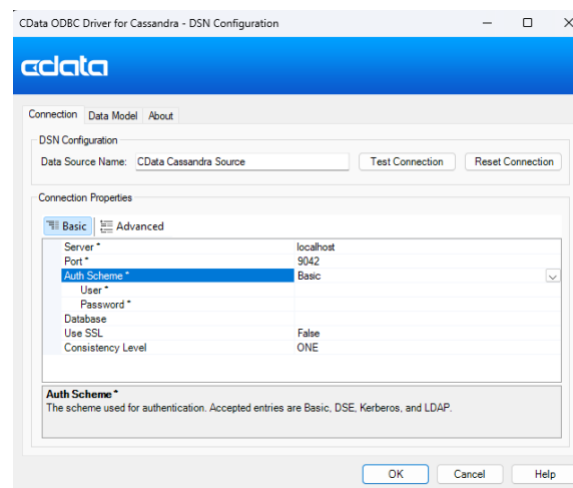 CData ODBC Driver for Cassandra - DSN Configuration
cdata
Connection Data Model About
DSN Configuration
Data Source Name: CData Cassandra Source Test Connection Reset Connection
Connection Properties
Basic Advanced
Server * localhost
Port * 9042
Auth Scheme * Basic
User *
Password *
Database
Use SSL False
Consistency Level ONE
Auth Scheme *
The scheme used for authentication. Accepted entries are Basic, DSE, Kerberos, and LDAP.
OK Cancel Help